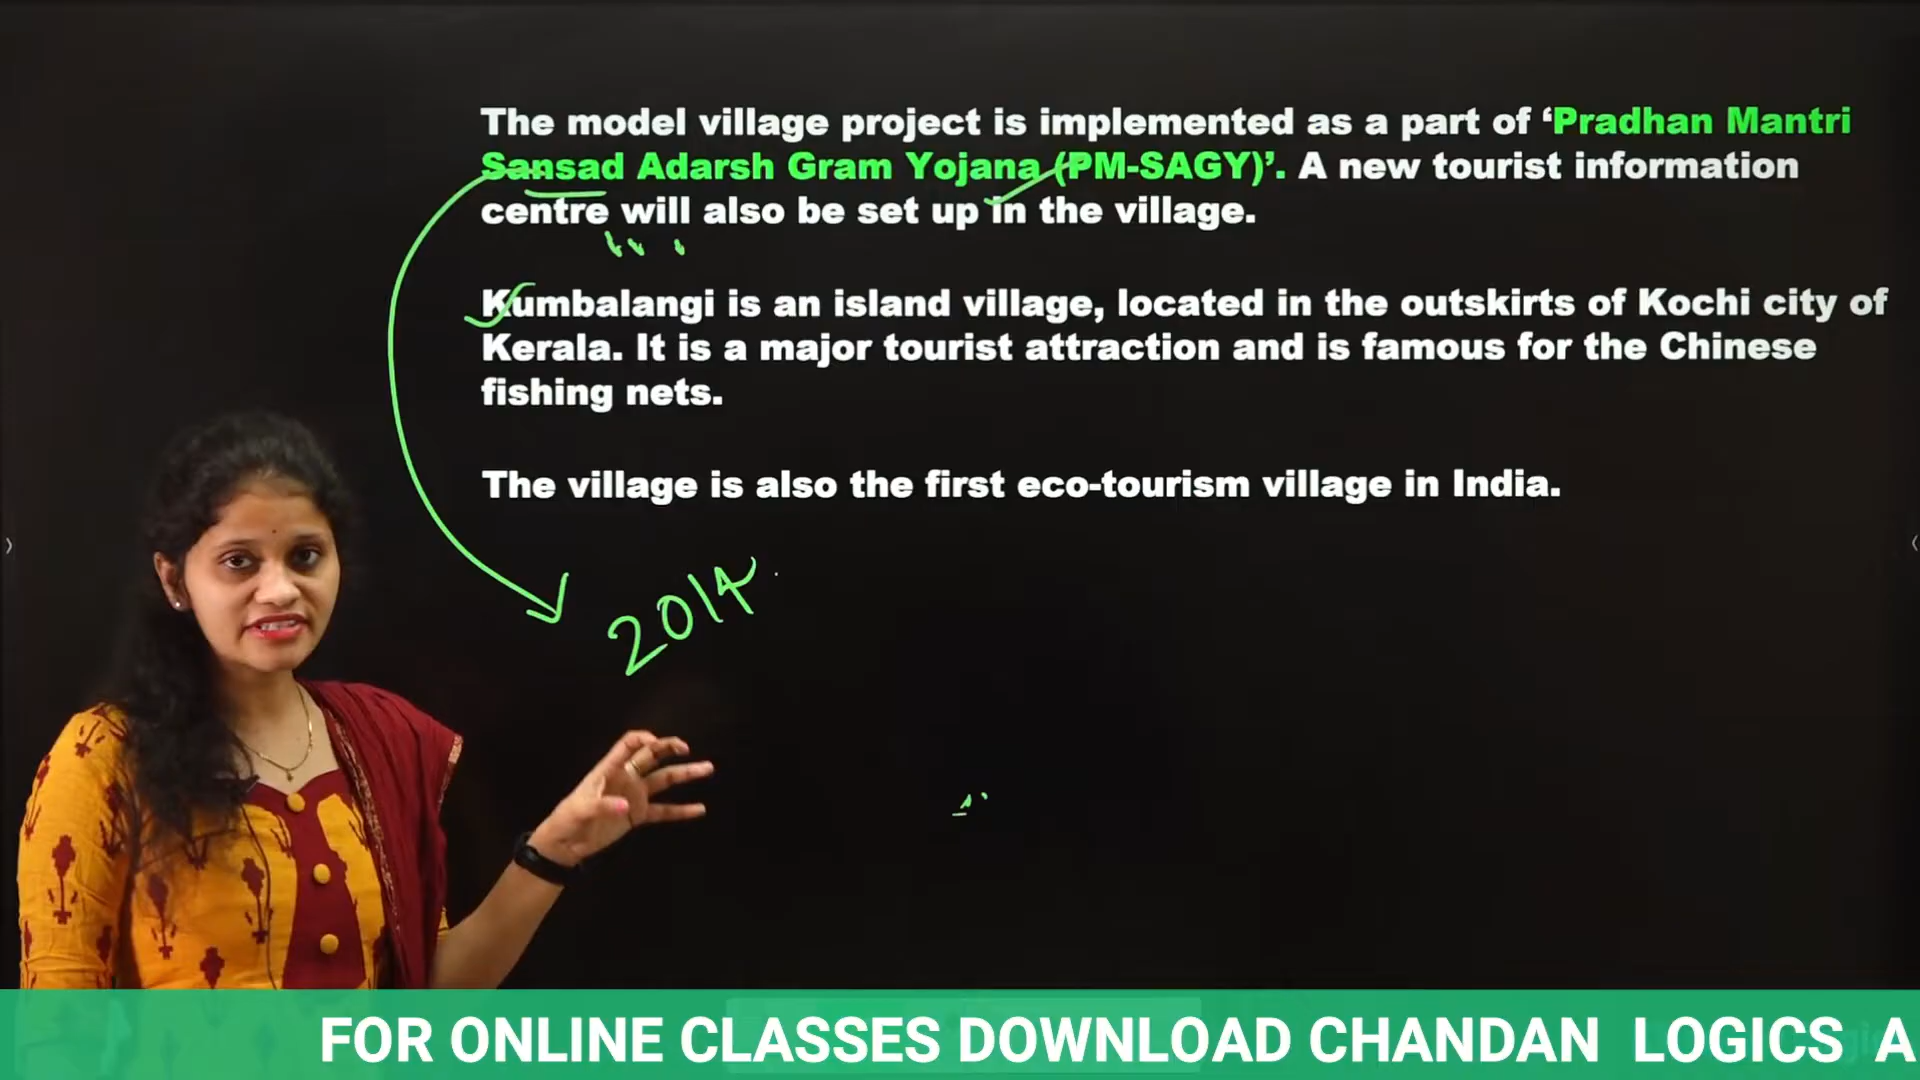 The model village project is implemented as a part of ‘Pradhan Mantri
Sansad Adarsh Gram Yojana (PM-SAGY)’. A new tourist information
centre will also be set up in the village.
Kumbalangi is an island village, located in the outskirts of Kochi city of
Kerala. It is a major tourist attraction and is famous for the Chinese
fishing nets.
The village is also the first eco-tourism village in India.
2014
FOR ONLINE CLASSES DOWNLOAD CHANDAN LOGICS A